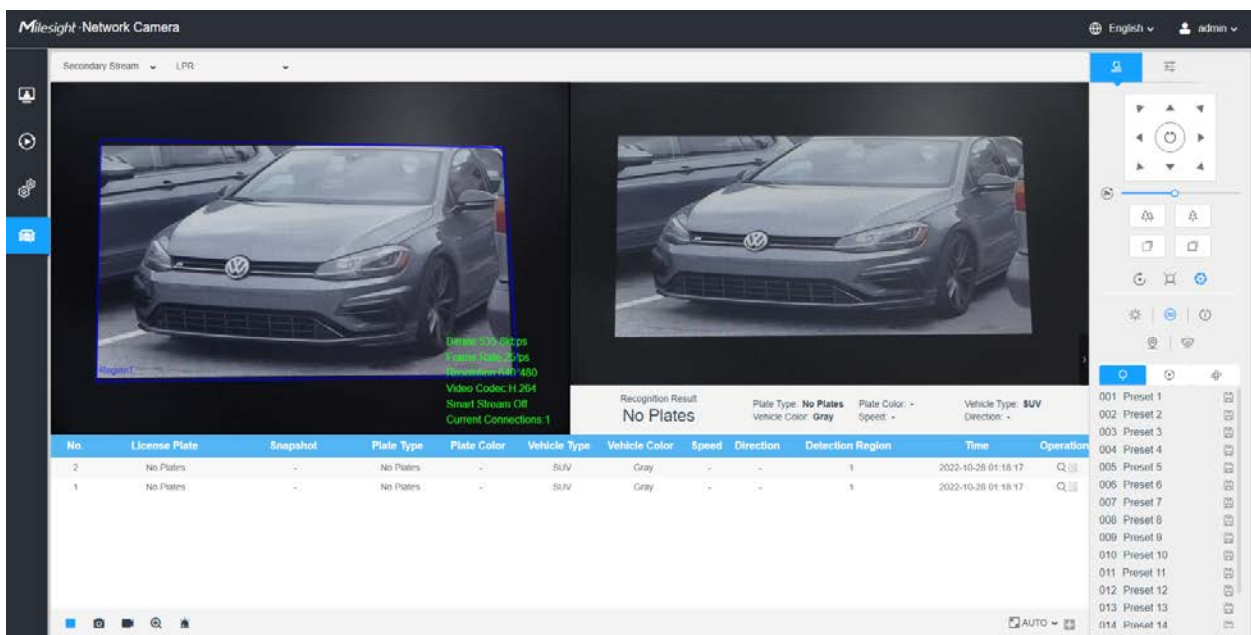 Milesight · Network Camera
English
admin
Secondary Stream
LPR
Region1
Bitrate
Frame Rate
Resolution 640*480
Video Codec: H.264
Smart Stream Off
Current Connections:1
Recognition Result
No Plates
Plate Type: No Plates
Plate Color: -
Vehicle Type: SUV
Vehicle Color: Gray
Speed: -
Direction: -
No. License Plate Snapshot Plate Type Plate Color Vehicle Type Vehicle Color Speed Direction Detection Region Time Operation
2 No Plates - No Plates - SUV Gray - - 1 2022-10-28 01:18:17
1 No Plates - No Plates - SUV Gray - - 1 2022-10-28 01:18:17
3D
001 Preset 1
002 Preset 2
003 Preset 3
004 Preset 4
005 Preset 5
006 Preset 6
007 Preset 7
008 Preset 8
009 Preset 9
010 Preset 10
011 Preset 11
012 Preset 12
013 Preset 13
014 Preset 14
AUTO